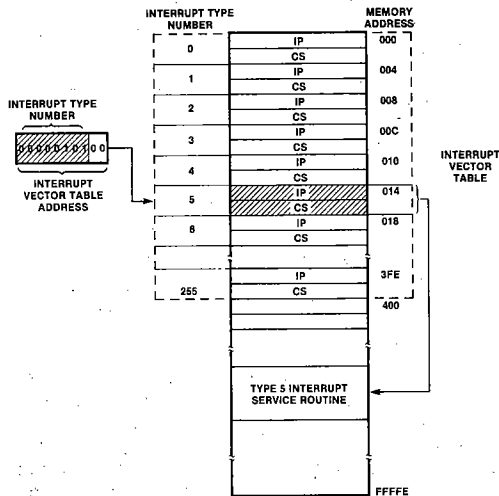 INTERRUPT TYPE
NUMBER
MEMORY
ADDRESS
0
IP
000
CS
1
IP
004
CS
2
IP
008
CS
3
IP
00C
CS
4
IP
010
CS
5
IP
014
CS
6
IP
018
CS
IP
3FE
255
CS
400
INTERRUPT TYPE
NUMBER
0000010100
INTERRUPT
VECTOR TABLE
ADDRESS
INTERRUPT
VECTOR
TABLE
TYPE 5 INTERRUPT
SERVICE ROUTINE
FFFFE